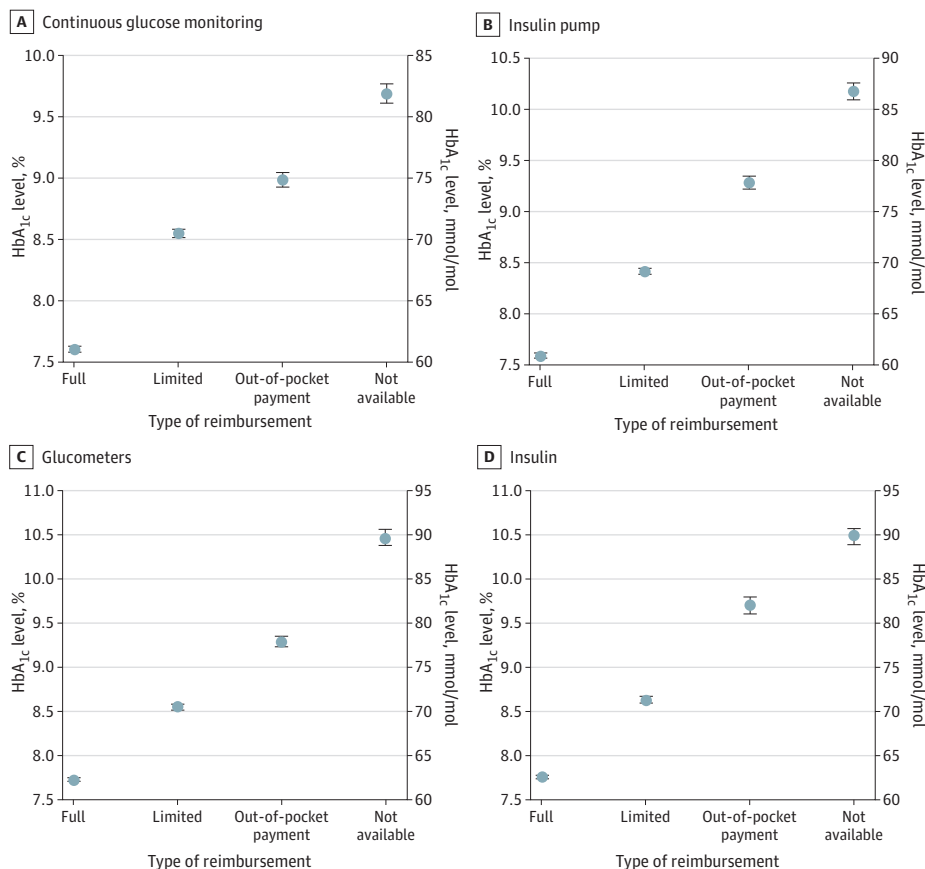 A Continuous glucose monitoring
10.0
9.5
9.0
8.5
8.0
7.5
HbA1c level, %
85
80
75
70
65
60
HbA1c level, mmol/mol
Full Limited Out-of-pocket payment Not available
Type of reimbursement
B Insulin pump
10.5
10.0
9.5
9.0
8.5
8.0
7.5
HbA1c level, %
90
85
80
75
70
65
60
HbA1c level, mmol/mol
Full Limited Out-of-pocket payment Not available
Type of reimbursement
C Glucometers
11.0
10.5
10.0
9.5
9.0
8.5
8.0
7.5
HbA1c level, %
95
90
85
80
75
70
65
60
HbA1c level, mmol/mol
Full Limited Out-of-pocket payment Not available
Type of reimbursement
D Insulin
11.0
10.5
10.0
9.5
9.0
8.5
8.0
7.5
HbA1c level, %
95
90
85
80
75
70
65
60
HbA1c level, mmol/mol
Full Limited Out-of-pocket payment Not available
Type of reimbursement